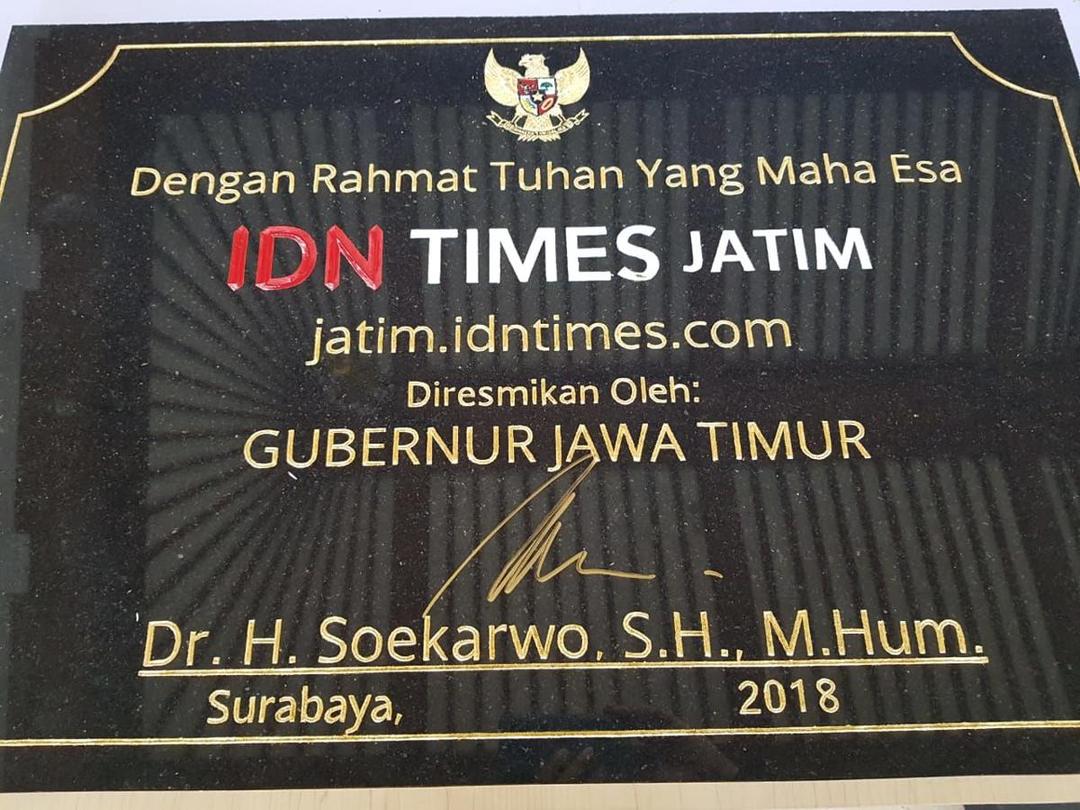 Dengan Rahmat Tuhan Yang Maha Esa
IDN TIMES JATIM
jatim.idntimes.com
Diresmikan Oleh:
GUBERNUR JAWA TIMUR
Dr. H. Soekarwo, S.H., M.Hum.
Surabaya, 2018